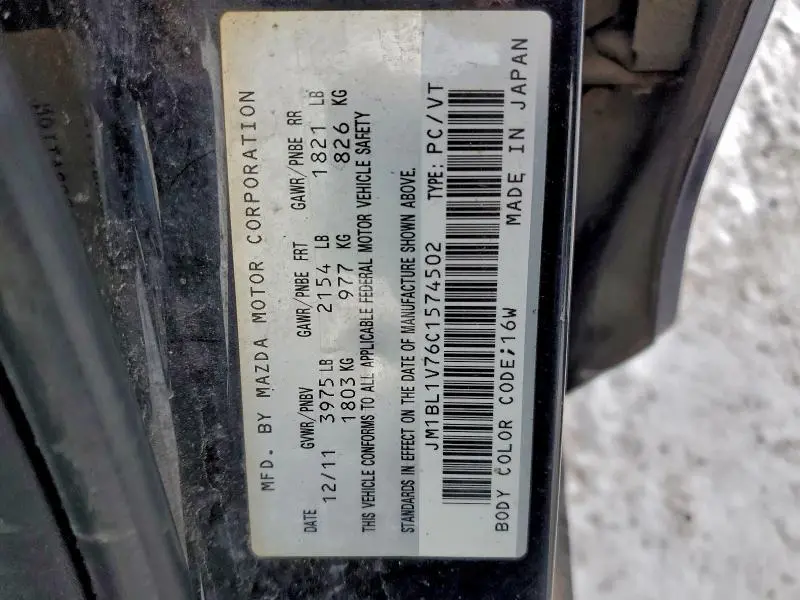 MFD. BY MAZDA MOTOR CORPORATION
DATE GVWR/PNBV GAWR/PNBE FRT GAWR/PNBE RR
12/11 3975 LB 2154 LB 1821 LB
1803 KG 977 KG 826 KG
THIS VEHICLE CONFORMS TO ALL APPLICABLE FEDERAL MOTOR VEHICLE SAFETY
STANDARDS IN EFFECT ON THE DATE OF MANUFACTURE SHOWN ABOVE.
JM1BL1V76C1574502 TYPE: PC/VT
BODY COLOR CODE;16W MADE IN JAPAN